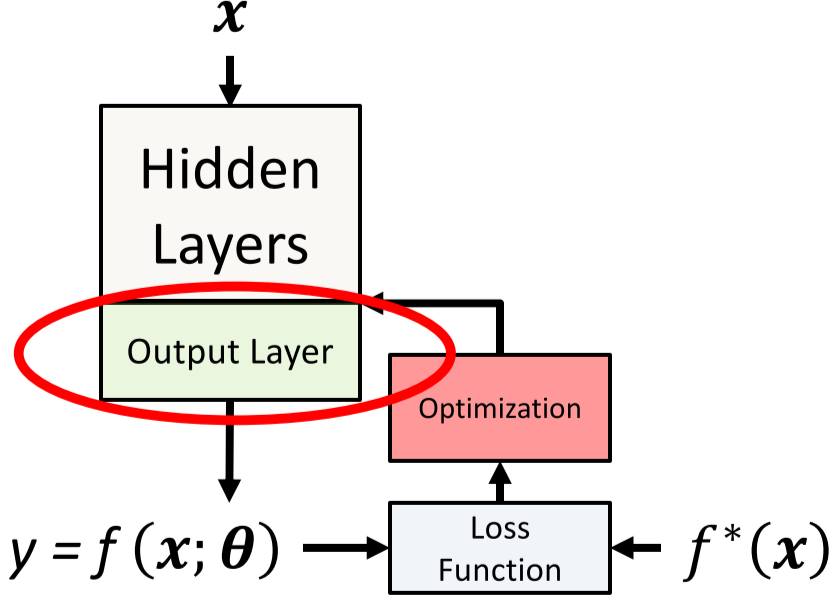 x
Hidden
Layers
Output Layer
Optimization
Loss
Function
y = f (x; θ)
f*(x)